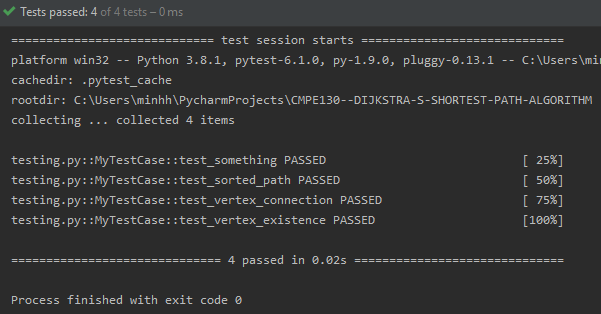 Tests passed: 4 of 4 tests – 0 ms
============================= test session starts =============================
platform win32 -- Python 3.8.1, pytest-6.1.0, py-1.9.0, pluggy-0.13.1 -- C:\Users\minh
cachedir: .pytest_cache
rootdir: C:\Users\minhh\PycharmProjects\CMPE130--DIJKSTRA-S-SHORTEST-PATH-ALGORITHM
collecting ... collected 4 items
testing.py::MyTestCase::test_something PASSED [ 25%]
testing.py::MyTestCase::test_sorted_path PASSED [ 50%]
testing.py::MyTestCase::test_vertex_connection PASSED [ 75%]
testing.py::MyTestCase::test_vertex_existence PASSED [100%]
============================== 4 passed in 0.02s ==============================
Process finished with exit code 0